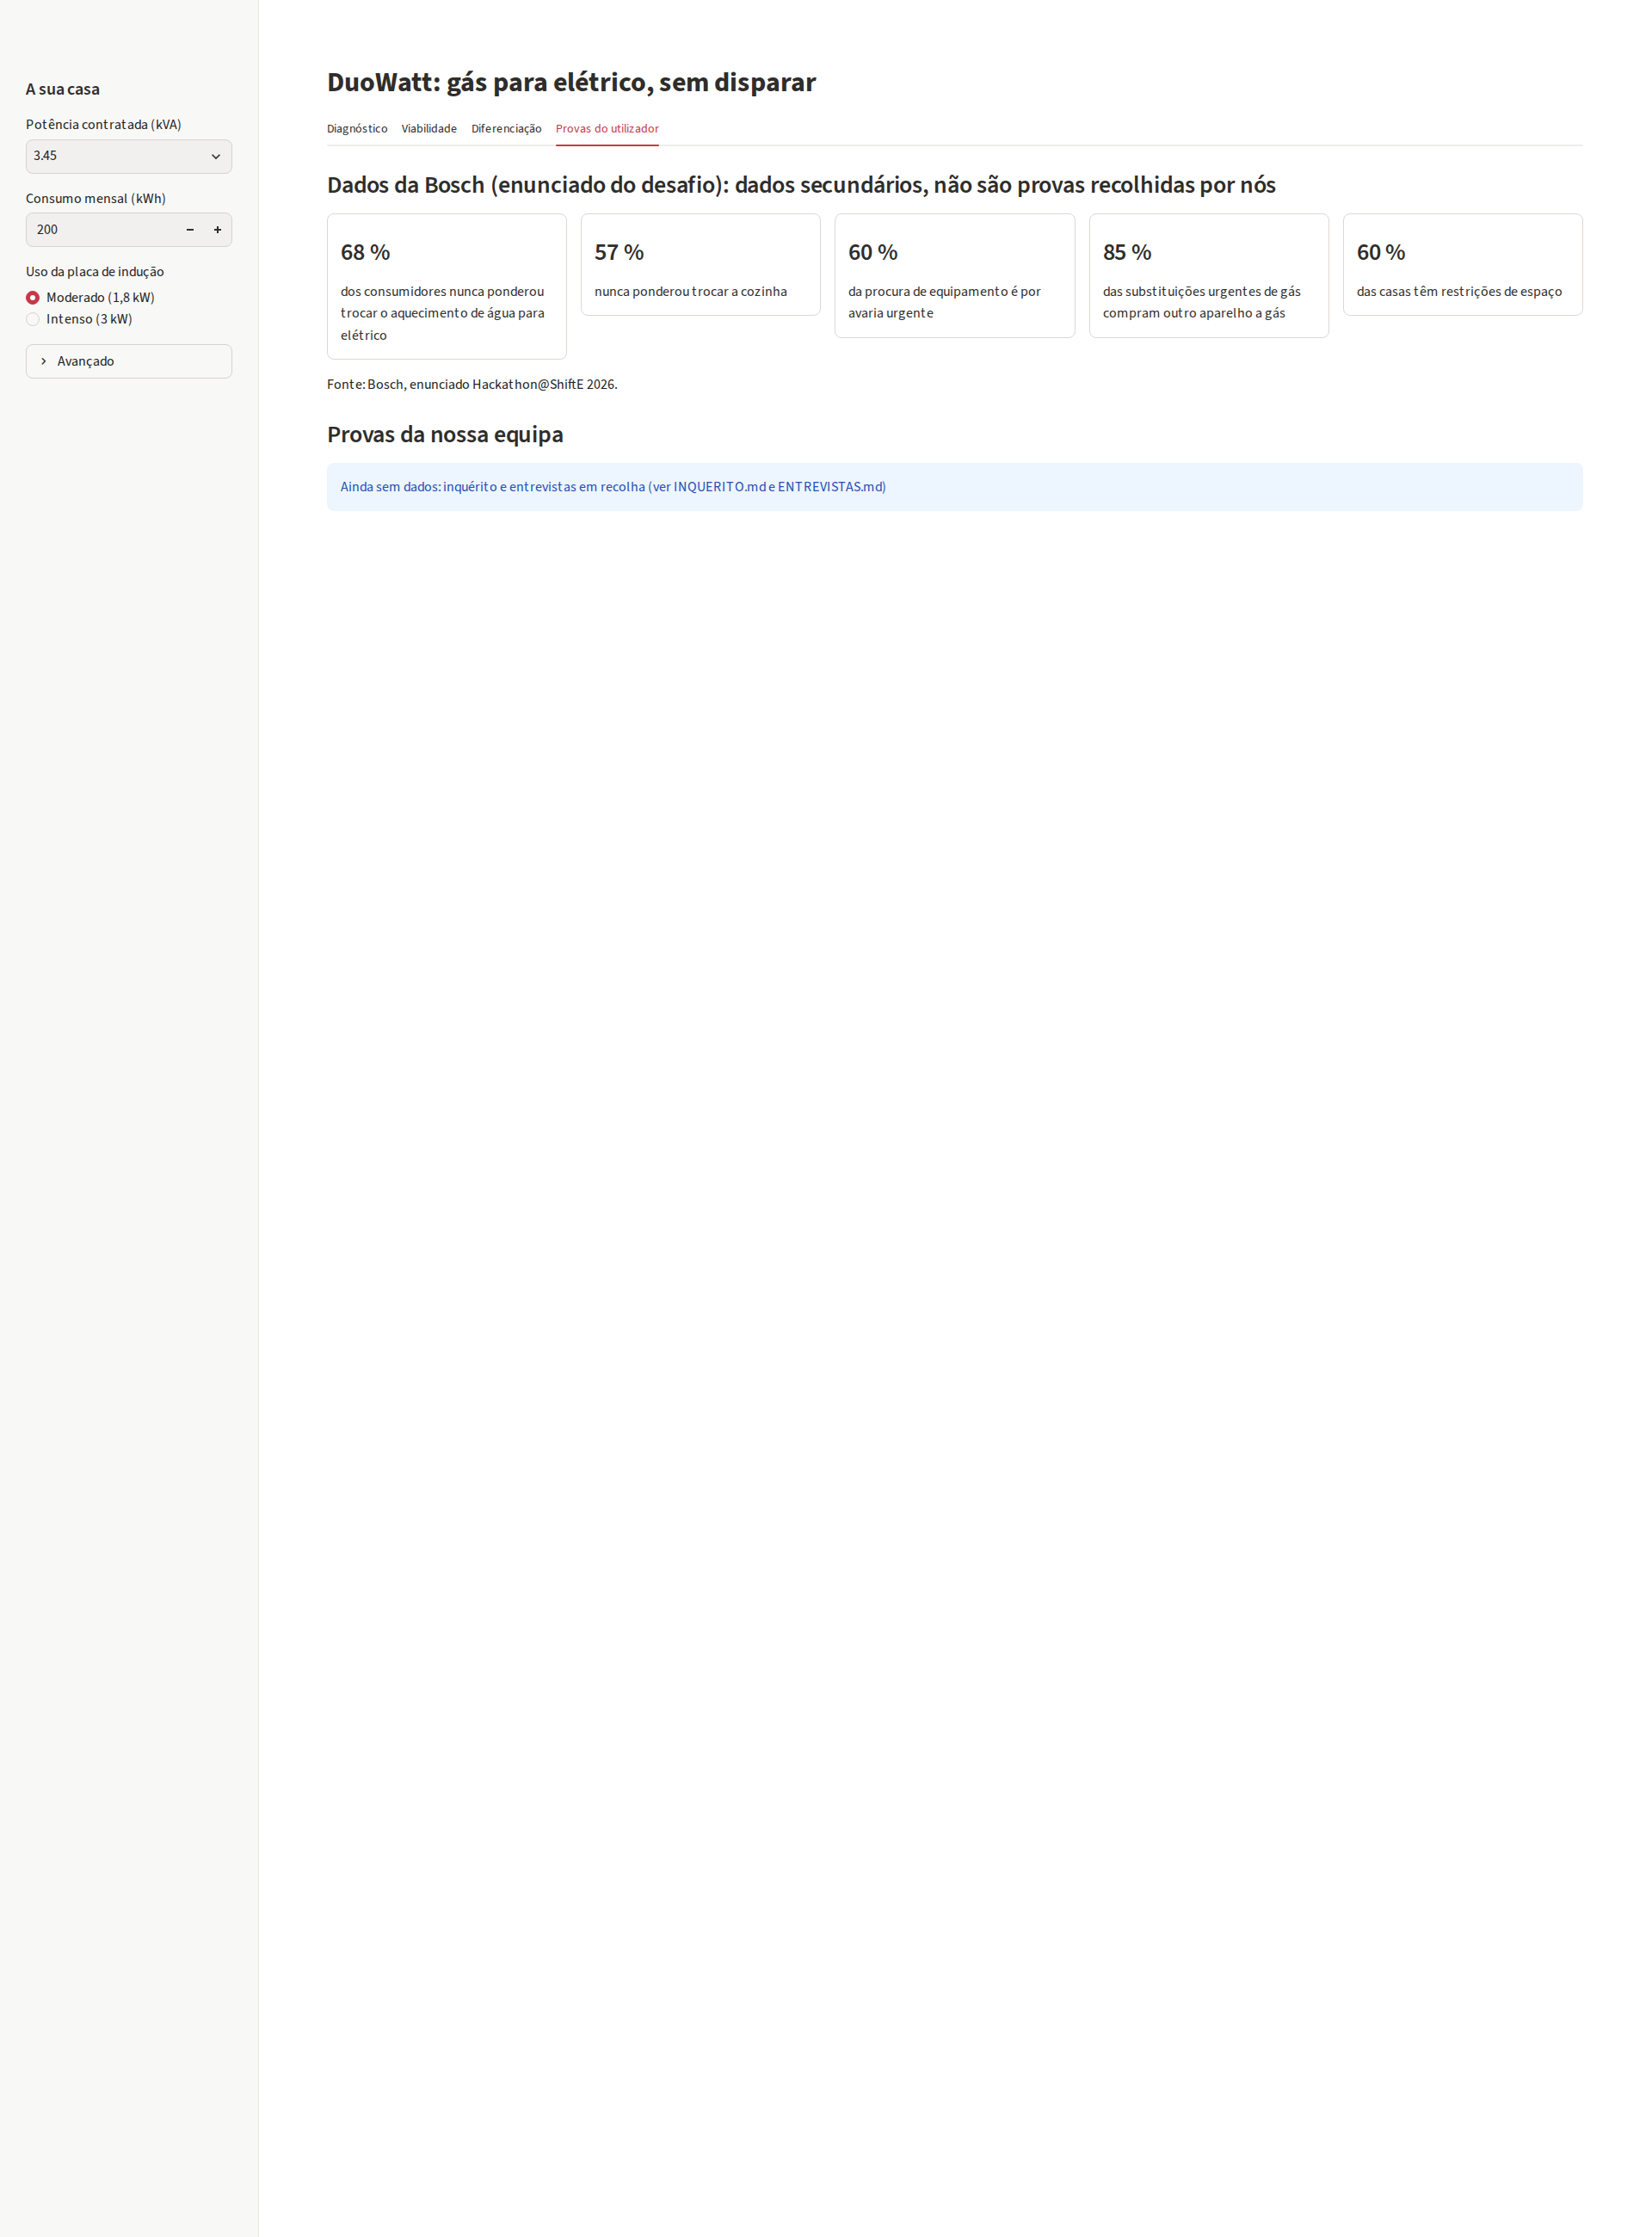 A sua casa
Potência contratada (kVA)
3.45
Consumo mensal (kWh)
200
Uso da placa de indução
Moderado (1,8 kW)
Intenso (3 kW)
Avançado
DuoWatt: gás para elétrico, sem disparar
Diagnóstico Viabilidade Diferenciação Provas do utilizador
Dados da Bosch (enunciado do desafio): dados secundários, não são provas recolhidas por nós
68 %
dos consumidores nunca ponderou
trocar o aquecimento de água para
elétrico
57 %
nunca ponderou trocar a cozinha
60 %
da procura de equipamento é por
avaria urgente
85 %
das substituições urgentes de gás
compram outro aparelho a gás
60 %
das casas têm restrições de espaço
Fonte: Bosch, enunciado Hackathon@ShiftE 2026.
Provas da nossa equipa
Ainda sem dados: inquérito e entrevistas em recolha (ver INQUERITO.md e ENTREVISTAS.md)